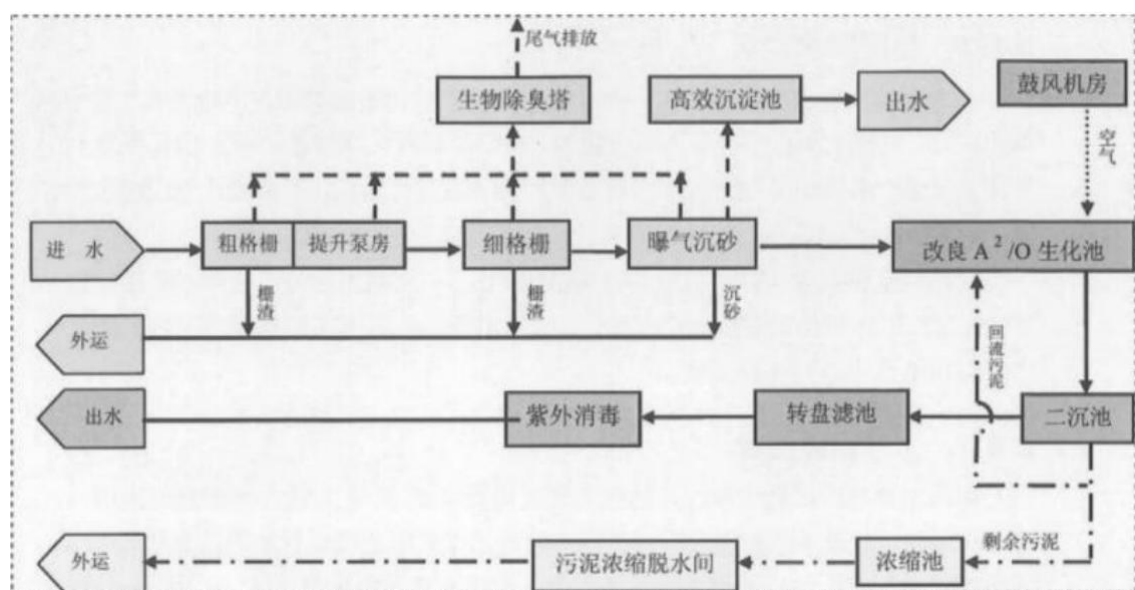 尾气排放
生物除臭塔
高效沉淀池
出水
鼓风机房
空气
进 水
粗格栅
提升泵房
细格栅
曝气沉砂
改良 A²/O 生化池
栅渣
栅渣
沉砂
外运
回流污泥
出水
紫外消毒
转盘滤池
二沉池
剩余污泥
外运
污泥浓缩脱水间
浓缩池